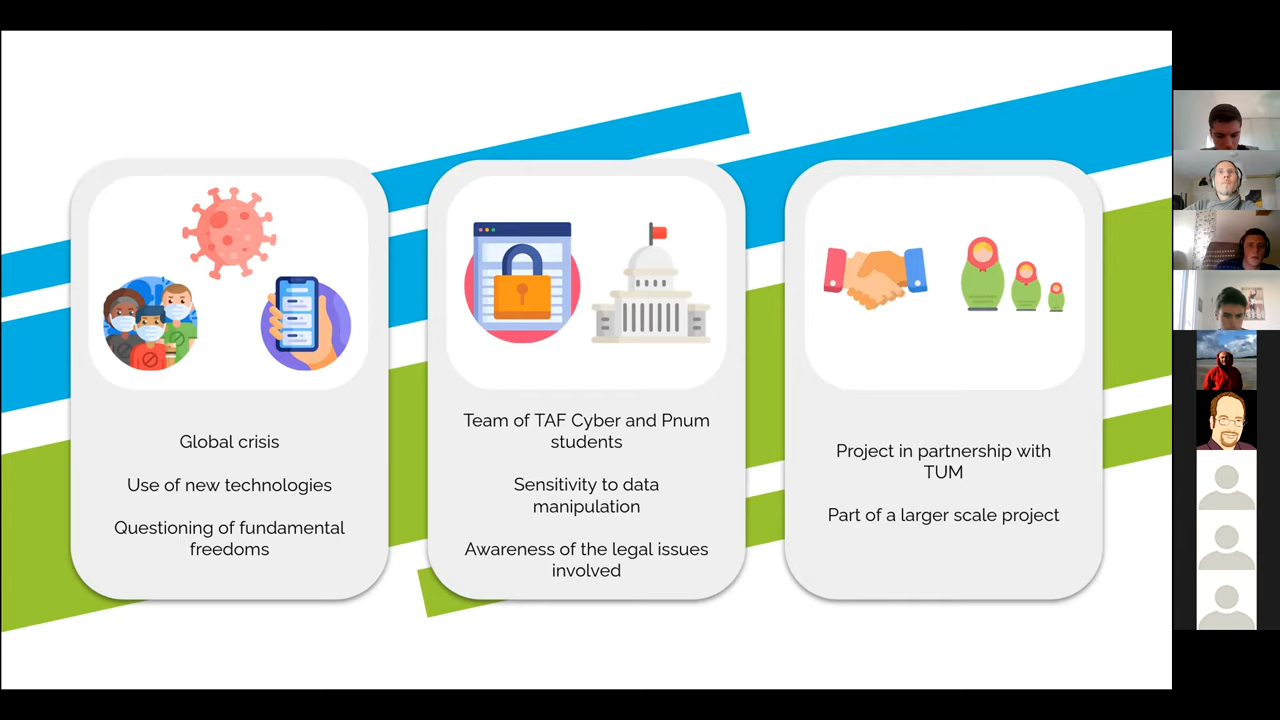 Global crisis
Use of new technologies
Questioning of fundamental
freedoms
Team of TAF Cyber and Pnum
students
Sensitivity to data
manipulation
Awareness of the legal issues
involved
Project in partnership with
TUM
Part of a larger scale project